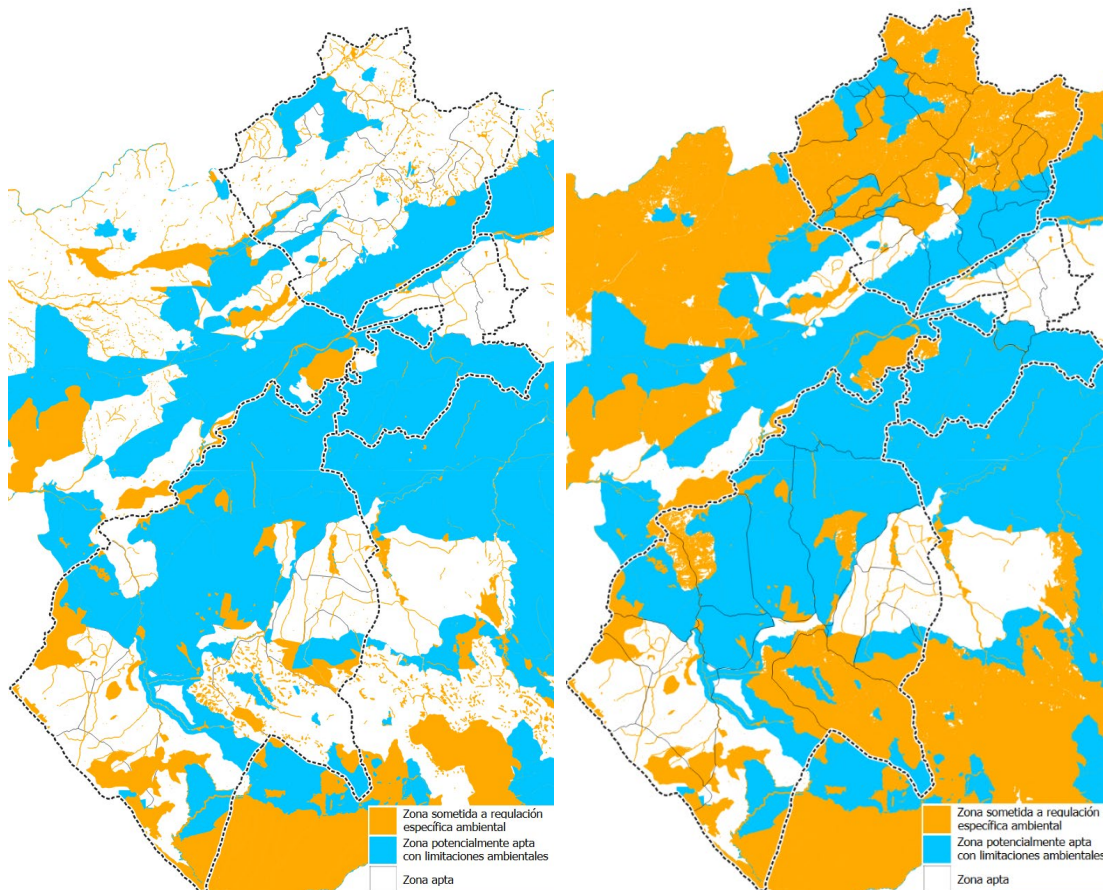 Zona sometida a regulación
específica ambiental
Zona potencialmente apta
con limitaciones ambientales
Zona apta
Zona sometida a regulación
específica ambiental
Zona potencialmente apta
con limitaciones ambientales
Zona apta